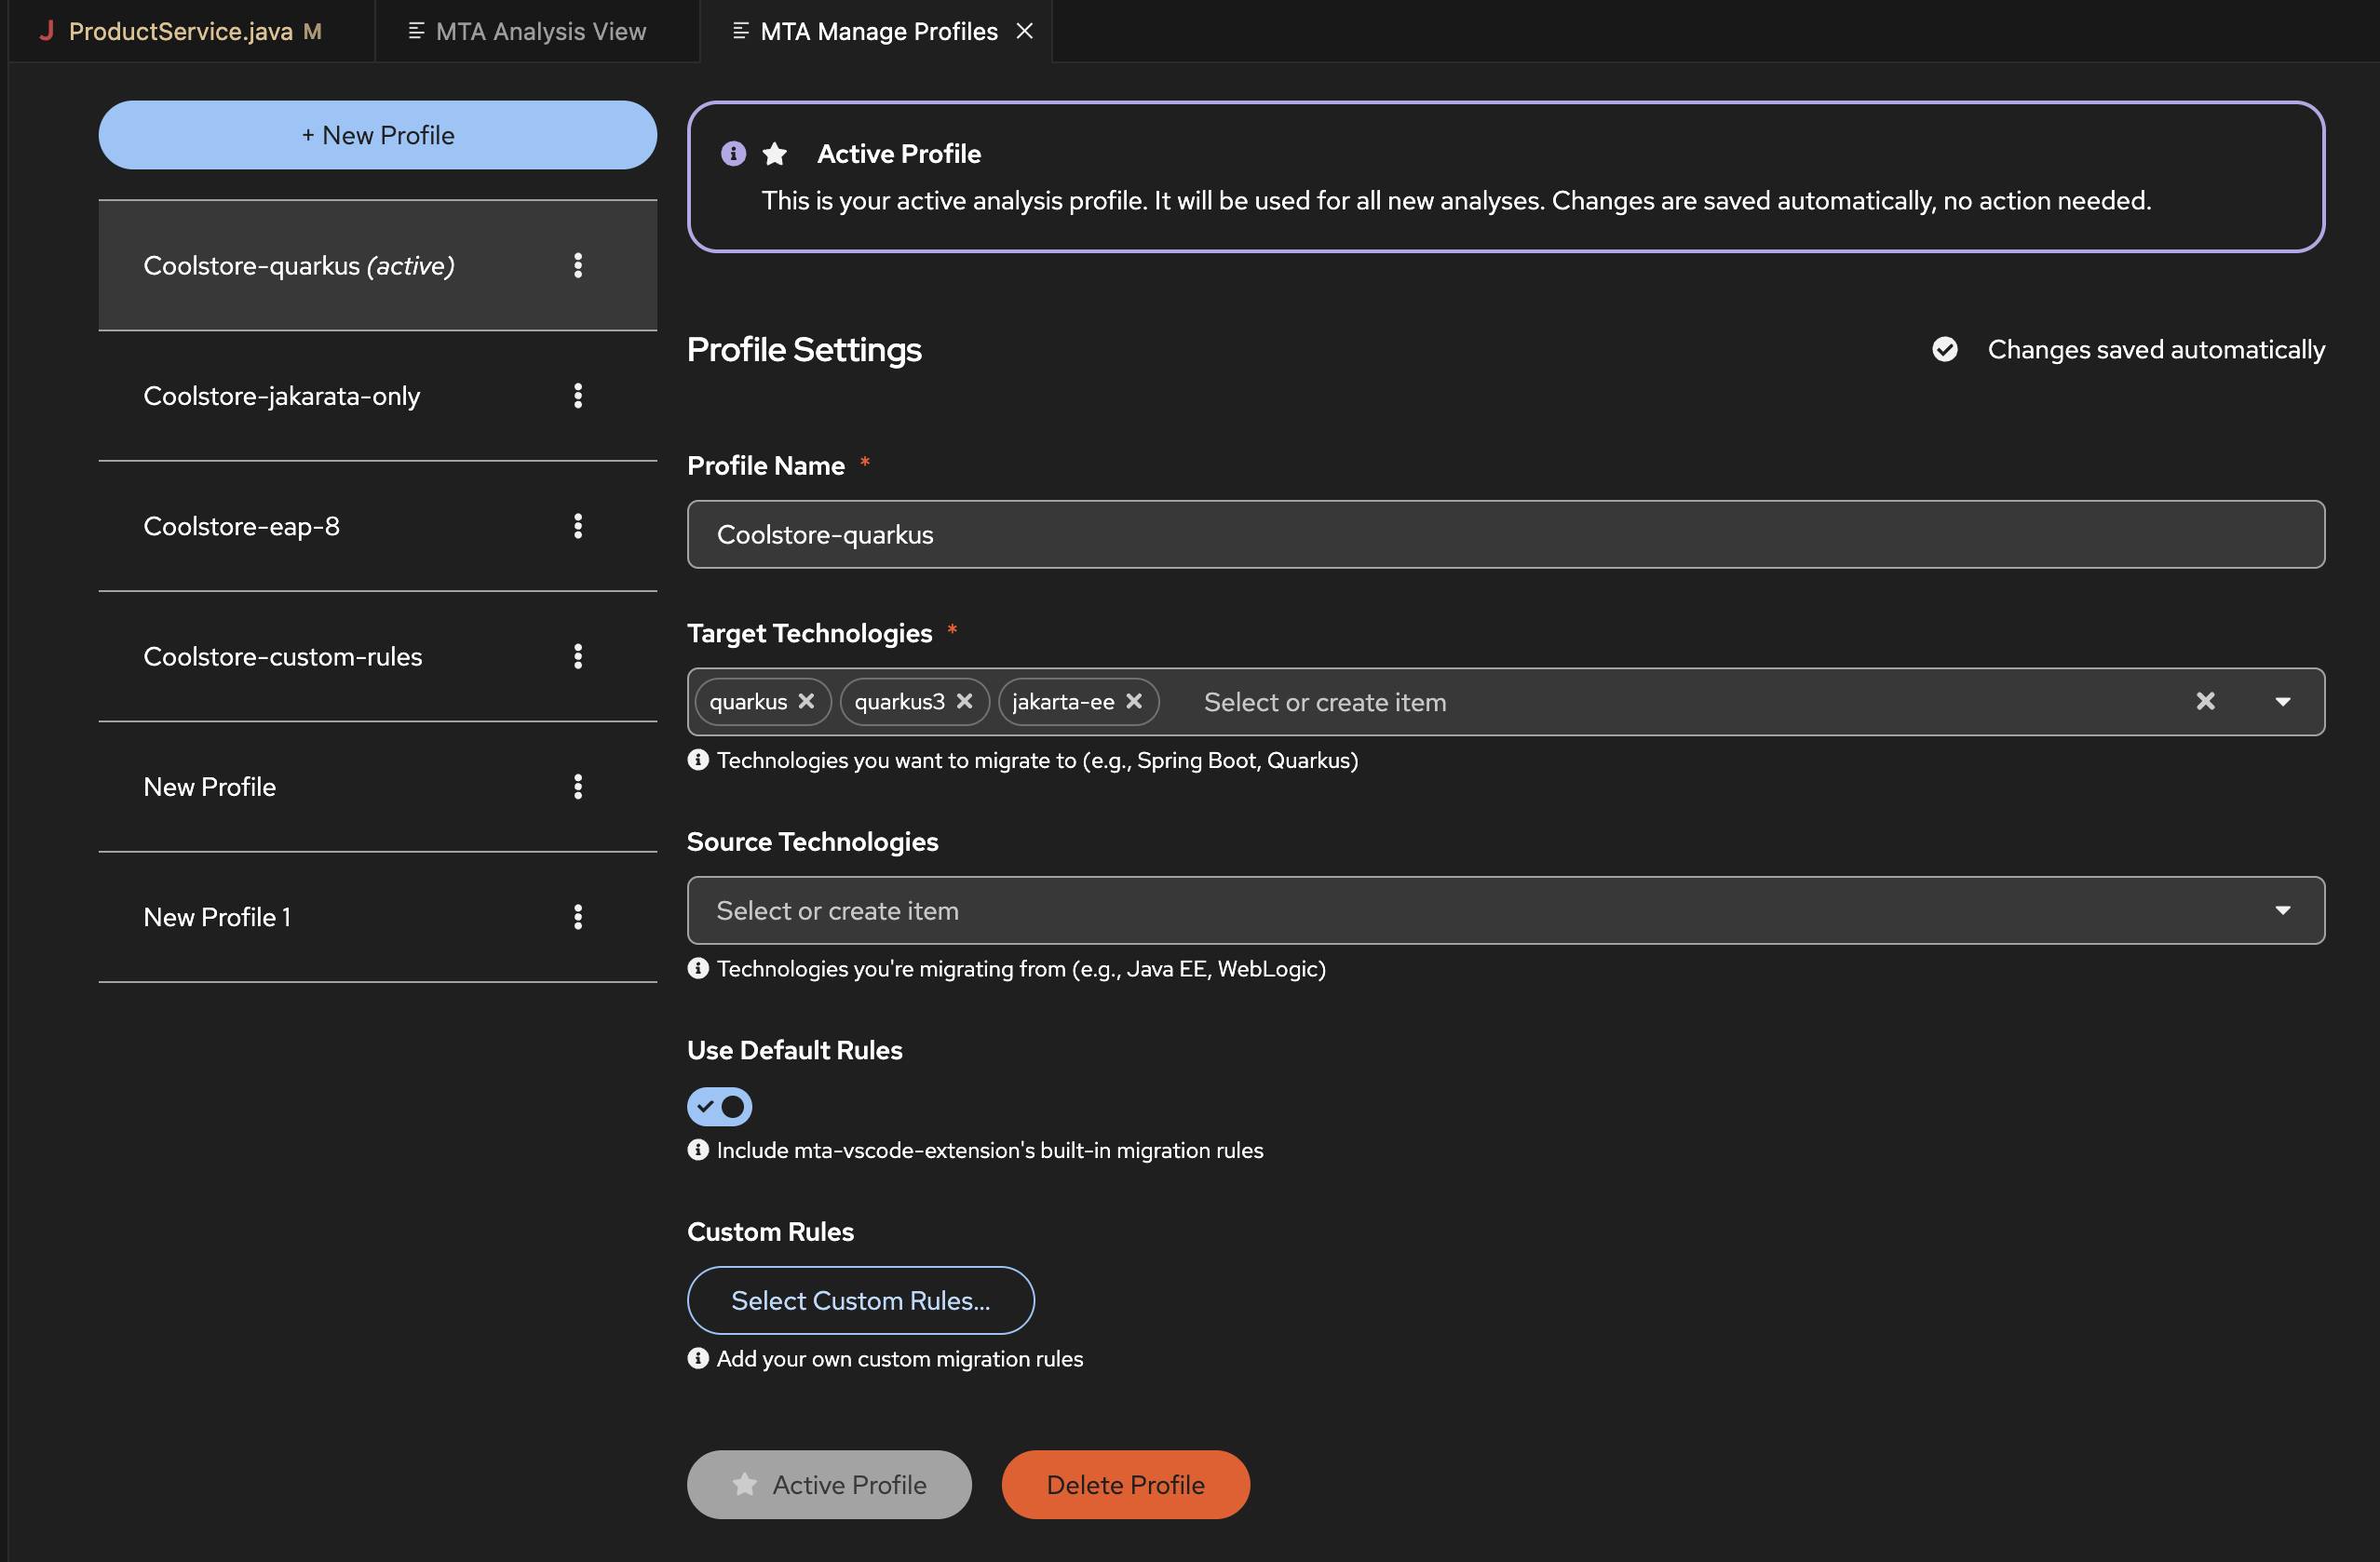 ProductService.java M
MTA Analysis View
MTA Manage Profiles
+ New Profile
Coolstore-quarkus (active)
Coolstore-jakarata-only
Coolstore-eap-8
Coolstore-custom-rules
New Profile
New Profile 1
Active Profile
This is your active analysis profile. It will be used for all new analyses. Changes are saved automatically, no action needed.
Profile Settings
Changes saved automatically
Profile Name *
Coolstore-quarkus
Target Technologies *
quarkus quarkus3 jakarta-ee Select or create item
Technologies you want to migrate to (e.g., Spring Boot, Quarkus)
Source Technologies
Select or create item
Technologies you're migrating from (e.g., Java EE, WebLogic)
Use Default Rules
Include mta-vscode-extension's built-in migration rules
Custom Rules
Select Custom Rules...
Add your own custom migration rules
Active Profile
Delete Profile